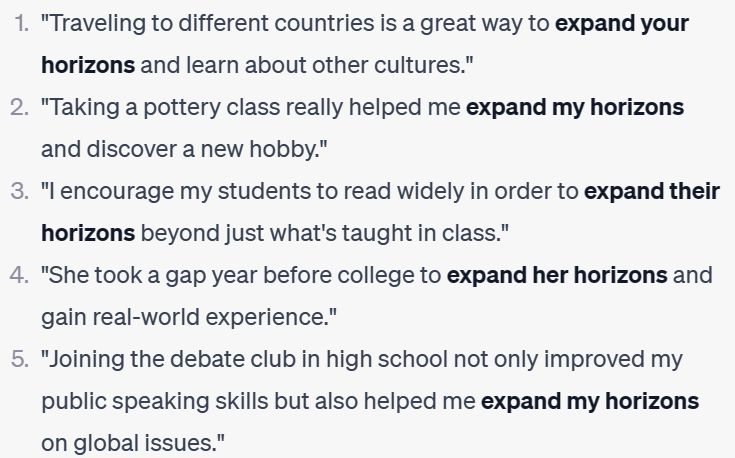 1. "Traveling to different countries is a great way to expand your
horizons and learn about other cultures."
2. "Taking a pottery class really helped me expand my horizons
and discover a new hobby."
3. "I encourage my students to read widely in order to expand their
horizons beyond just what's taught in class."
4. "She took a gap year before college to expand her horizons and
gain real-world experience."
5. "Joining the debate club in high school not only improved my
public speaking skills but also helped me expand my horizons
on global issues."